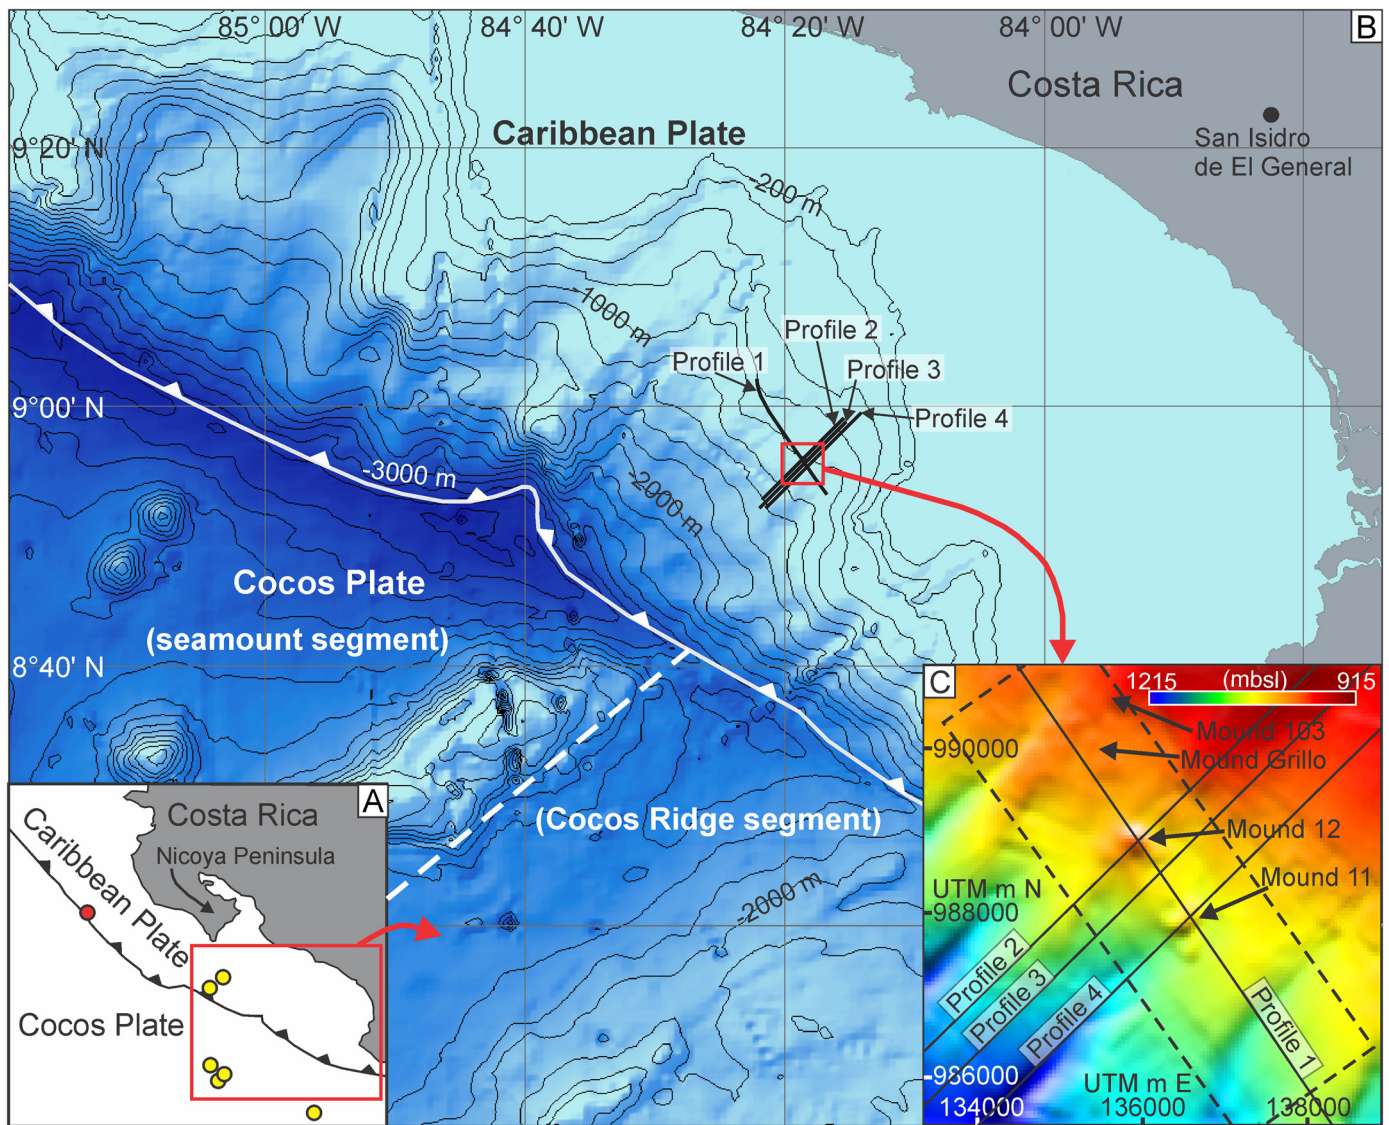 85°00' W
84°40' W
84°20' W
84°00' W
B
Costa Rica
San Isidro
de El General
Caribbean Plate
9°20' N
-200 m
-1000 m
Profile 2
Profile 1
Profile 3
Profile 4
9°00' N
-3000 m
-2000 m
Cocos Plate
(seamount segment)
8°40' N
(Cocos Ridge segment)
-2000 m
A
Costa Rica
Nicoya Peninsula
Caribbean Plate
Cocos Plate
C
1215 (mbsl) 915
Mound 103
Mound Grillo
990000
Mound 12
Mound 11
UTM m N
988000
Profile 2
Profile 3
Profile 4
Profile 1
986000
UTM m E
134000
136000
138000